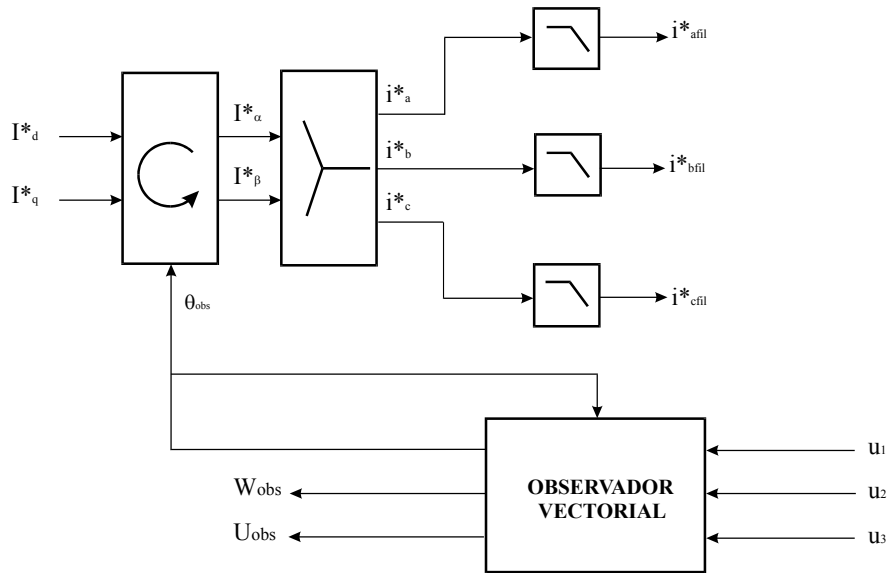 i*afil
I*d
I*α
i*a
I*q
I*β
i*b
i*bfil
i*c
θobs
i*cfil
OBSERVADOR
VECTORIAL
u1
Wobs
u2
Uobs
u3